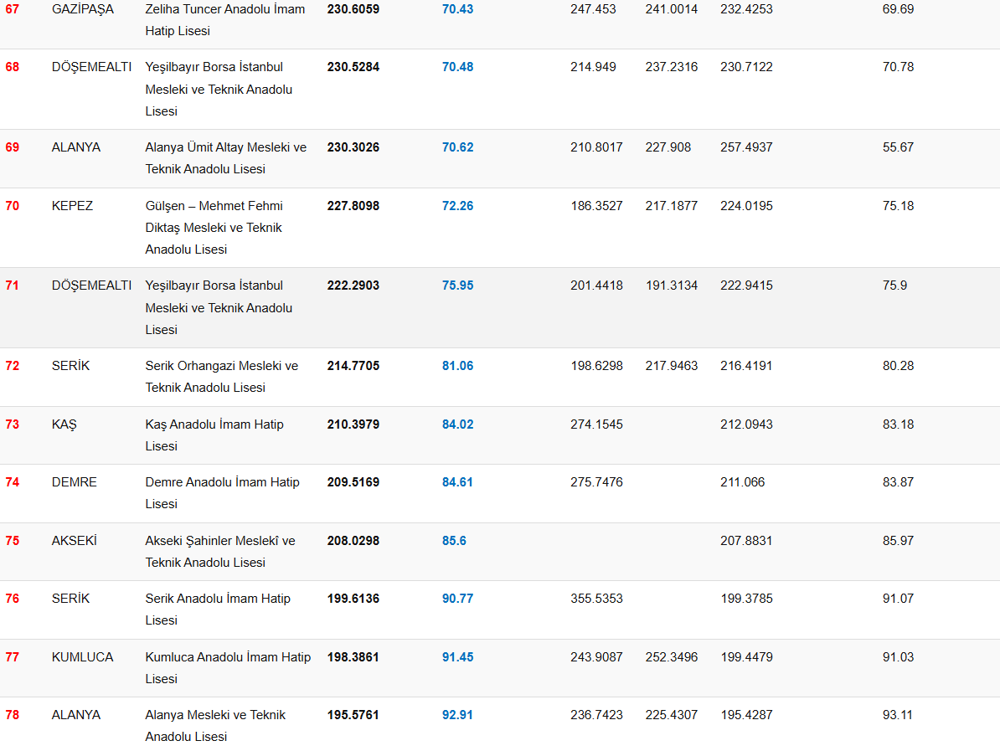 67 GAZİPAŞA Zeliha Tuncer Anadolu İmam 230.6059 70.43 247.453 241.0014 232.4253 69.69
Hatip Lisesi
68 DÖŞEMEALTI Yeşilbayır Borsa İstanbul 230.5284 70.48 214.949 237.2316 230.7122 70.78
Mesleki ve Teknik Anadolu
Lisesi
69 ALANYA Alanya Ümit Altay Mesleki ve 230.3026 70.62 210.8017 227.908 257.4937 55.67
Teknik Anadolu Lisesi
70 KEPEZ Gülşen – Mehmet Fehmi 227.8098 72.26 186.3527 217.1877 224.0195 75.18
Diktaş Mesleki ve Teknik
Anadolu Lisesi
71 DÖŞEMEALTI Yeşilbayır Borsa İstanbul 222.2903 75.95 201.4418 191.3134 222.9415 75.9
Mesleki ve Teknik Anadolu
Lisesi
72 SERİK Serik Orhangazi Mesleki ve 214.7705 81.06 198.6298 217.9463 216.4191 80.28
Teknik Anadolu Lisesi
73 KAŞ Kaş Anadolu İmam Hatip 210.3979 84.02 274.1545 212.0943 83.18
Lisesi
74 DEMRE Demre Anadolu İmam Hatip 209.5169 84.61 275.7476 211.066 83.87
Lisesi
75 AKSEKİ Akseki Şahinler Meslekî ve 208.0298 85.6 207.8831 85.97
Teknik Anadolu Lisesi
76 SERİK Serik Anadolu İmam Hatip 199.6136 90.77 355.5353 199.3785 91.07
Lisesi
77 KUMLUCA Kumluca Anadolu İmam Hatip 198.3861 91.45 243.9087 252.3496 199.4479 91.03
Lisesi
78 ALANYA Alanya Mesleki ve Teknik 195.5761 92.91 236.7423 225.4307 195.4287 93.11
Anadolu Lisesi